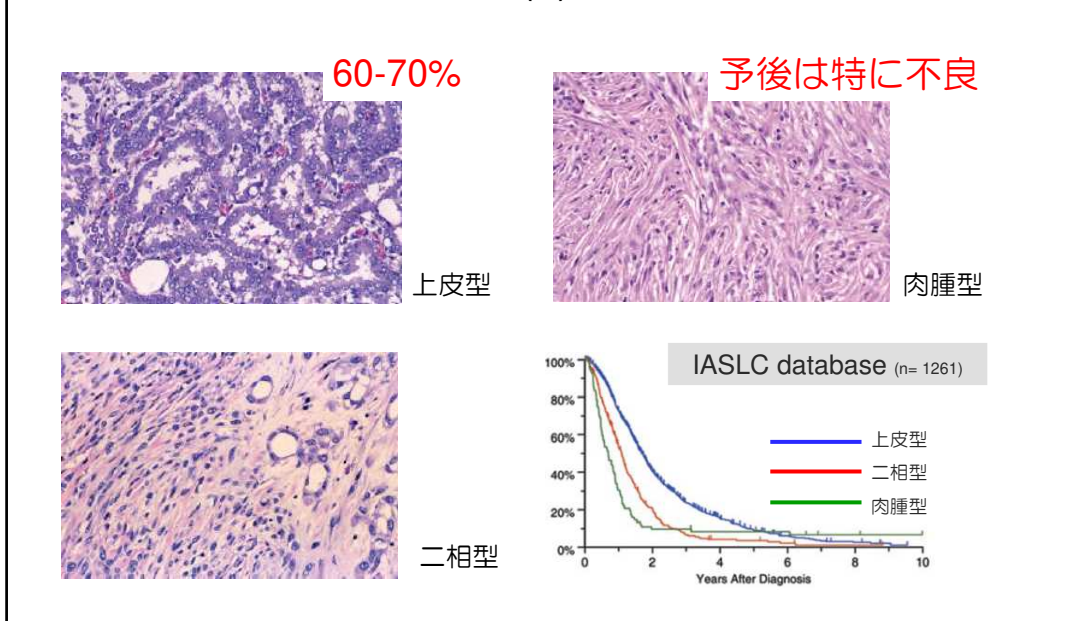 60-70%
予後は特に不良
上皮型
肉腫型
二相型
IASLC database (n= 1261)
100%
80%
60%
40%
20%
0%
上皮型
二相型
肉腫型
0 2 4 6 8 10
Years After Diagnosis